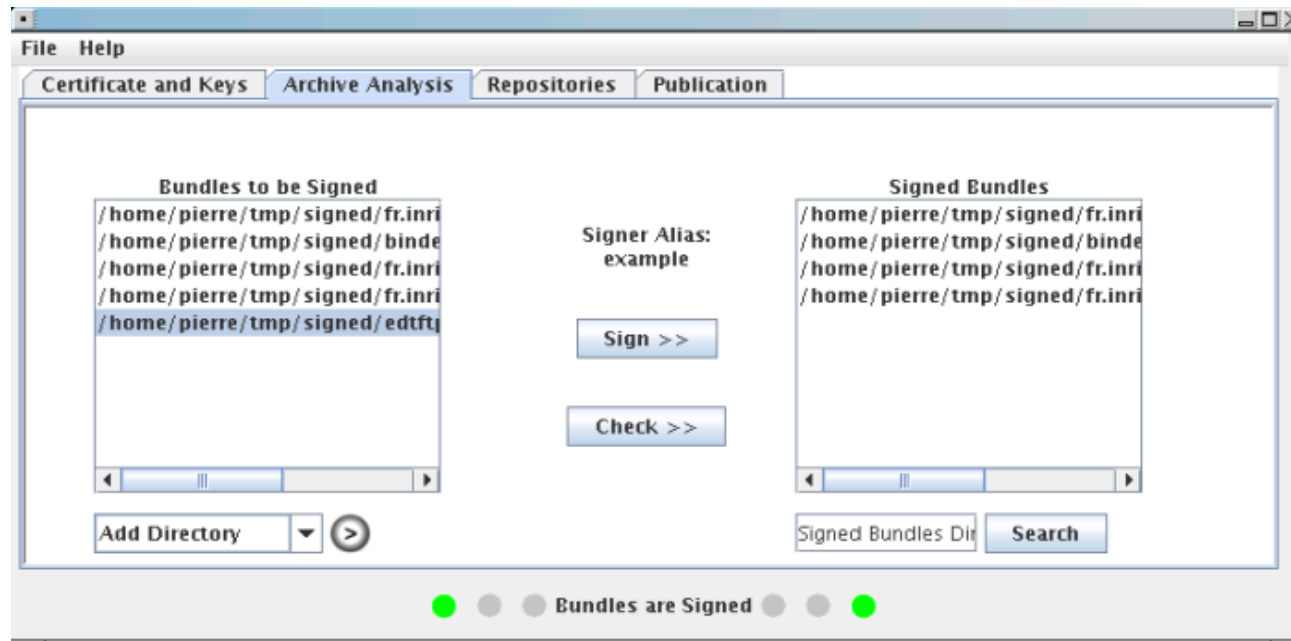 File Help
Certificate and Keys Archive Analysis Repositories Publication
Bundles to be Signed
/home/pierre/tmp/signed/fr.inri
/home/pierre/tmp/signed/binde
/home/pierre/tmp/signed/fr.inri
/home/pierre/tmp/signed/fr.inri
/home/pierre/tmp/signed/edtftp
Signer Alias:
example
Sign >>
Check >>
Signed Bundles
/home/pierre/tmp/signed/fr.inri
/home/pierre/tmp/signed/binde
/home/pierre/tmp/signed/fr.inri
/home/pierre/tmp/signed/fr.inri
Add Directory >
Signed Bundles Dir Search
Bundles are Signed